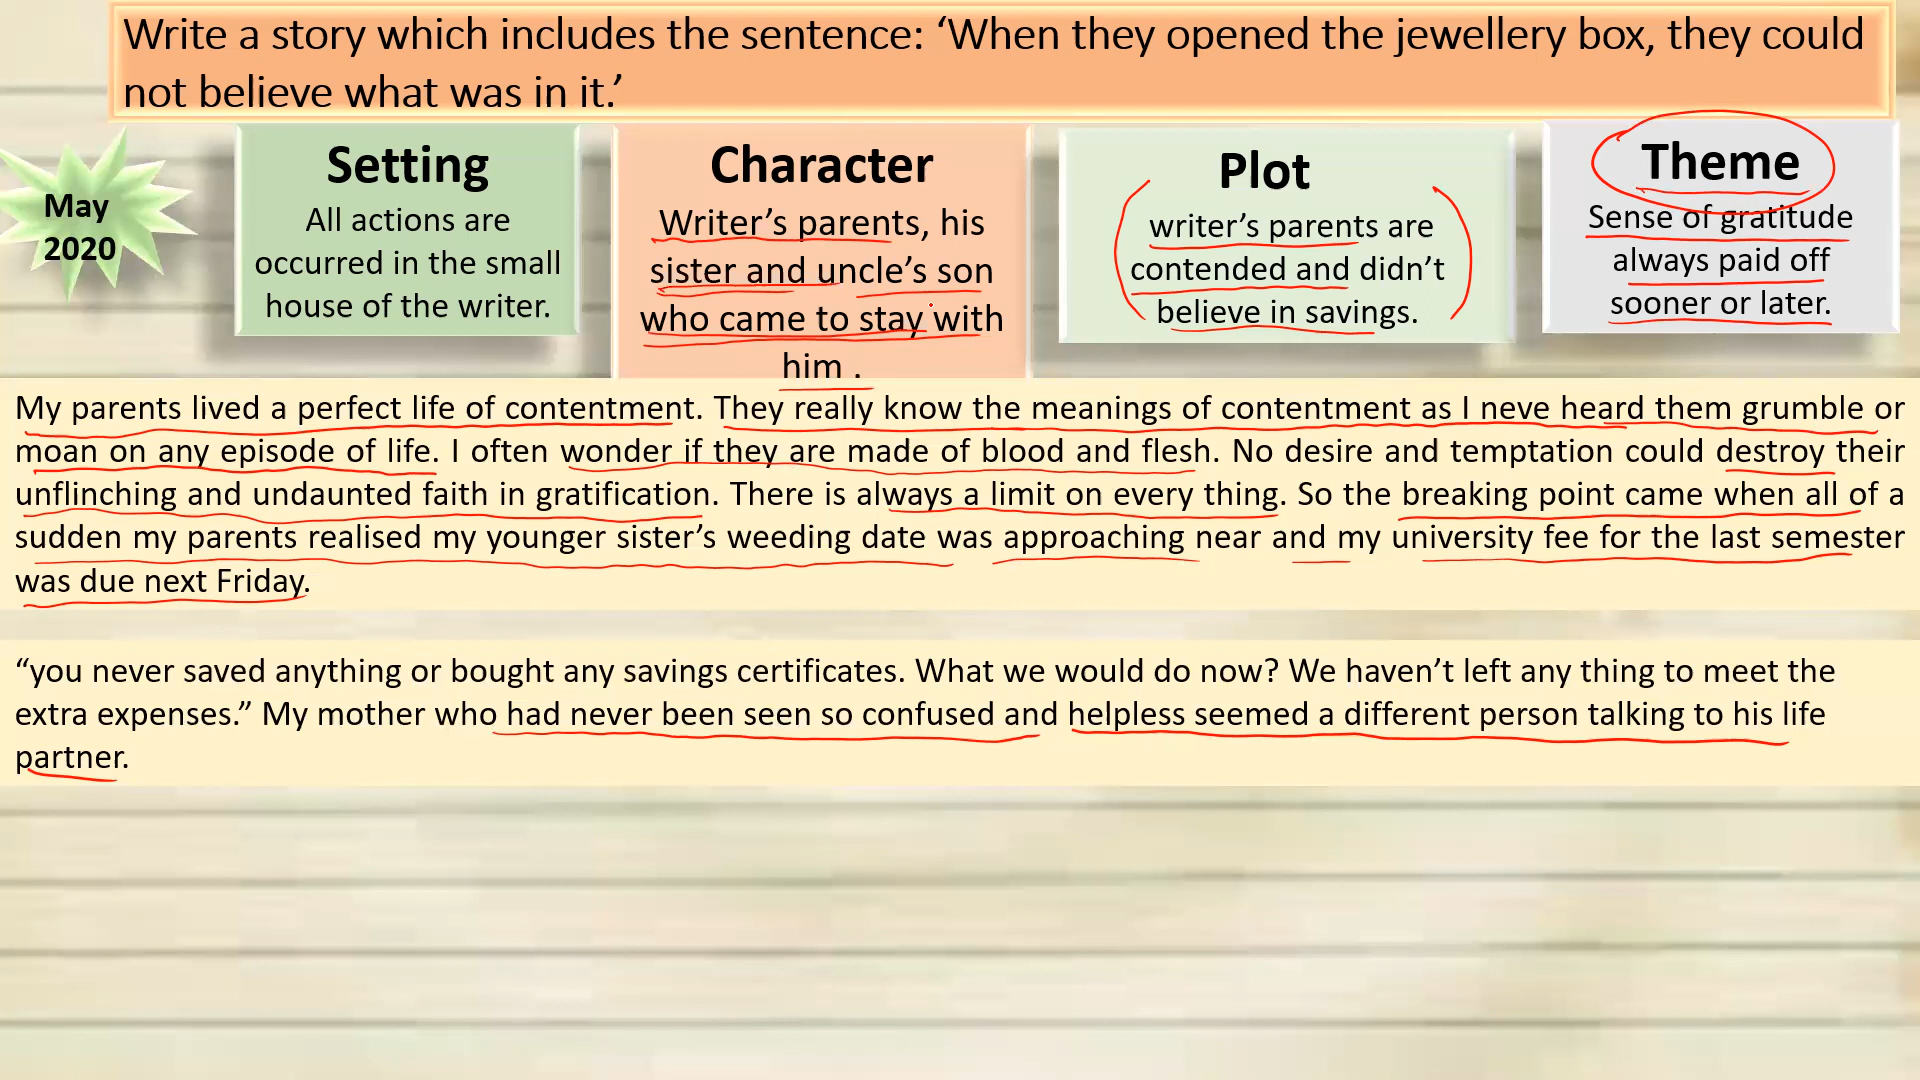 Write a story which includes the sentence: ‘When they opened the jewellery box, they could
not believe what was in it.’
May
2020
Setting
All actions are
occurred in the small
house of the writer.
Character
Writer’s parents, his
sister and uncle’s son
who came to stay with
him .
Plot
writer’s parents are
contended and didn’t
believe in savings.
Theme
Sense of gratitude
always paid off
sooner or later.
My parents lived a perfect life of contentment. They really know the meanings of contentment as I neve heard them grumble or
moan on any episode of life. I often wonder if they are made of blood and flesh. No desire and temptation could destroy their
unflinching and undaunted faith in gratification. There is always a limit on every thing. So the breaking point came when all of a
sudden my parents realised my younger sister’s weeding date was approaching near and my university fee for the last semester
was due next Friday.
“you never saved anything or bought any savings certificates. What we would do now? We haven’t left any thing to meet the
extra expenses.” My mother who had never been seen so confused and helpless seemed a different person talking to his life
partner.